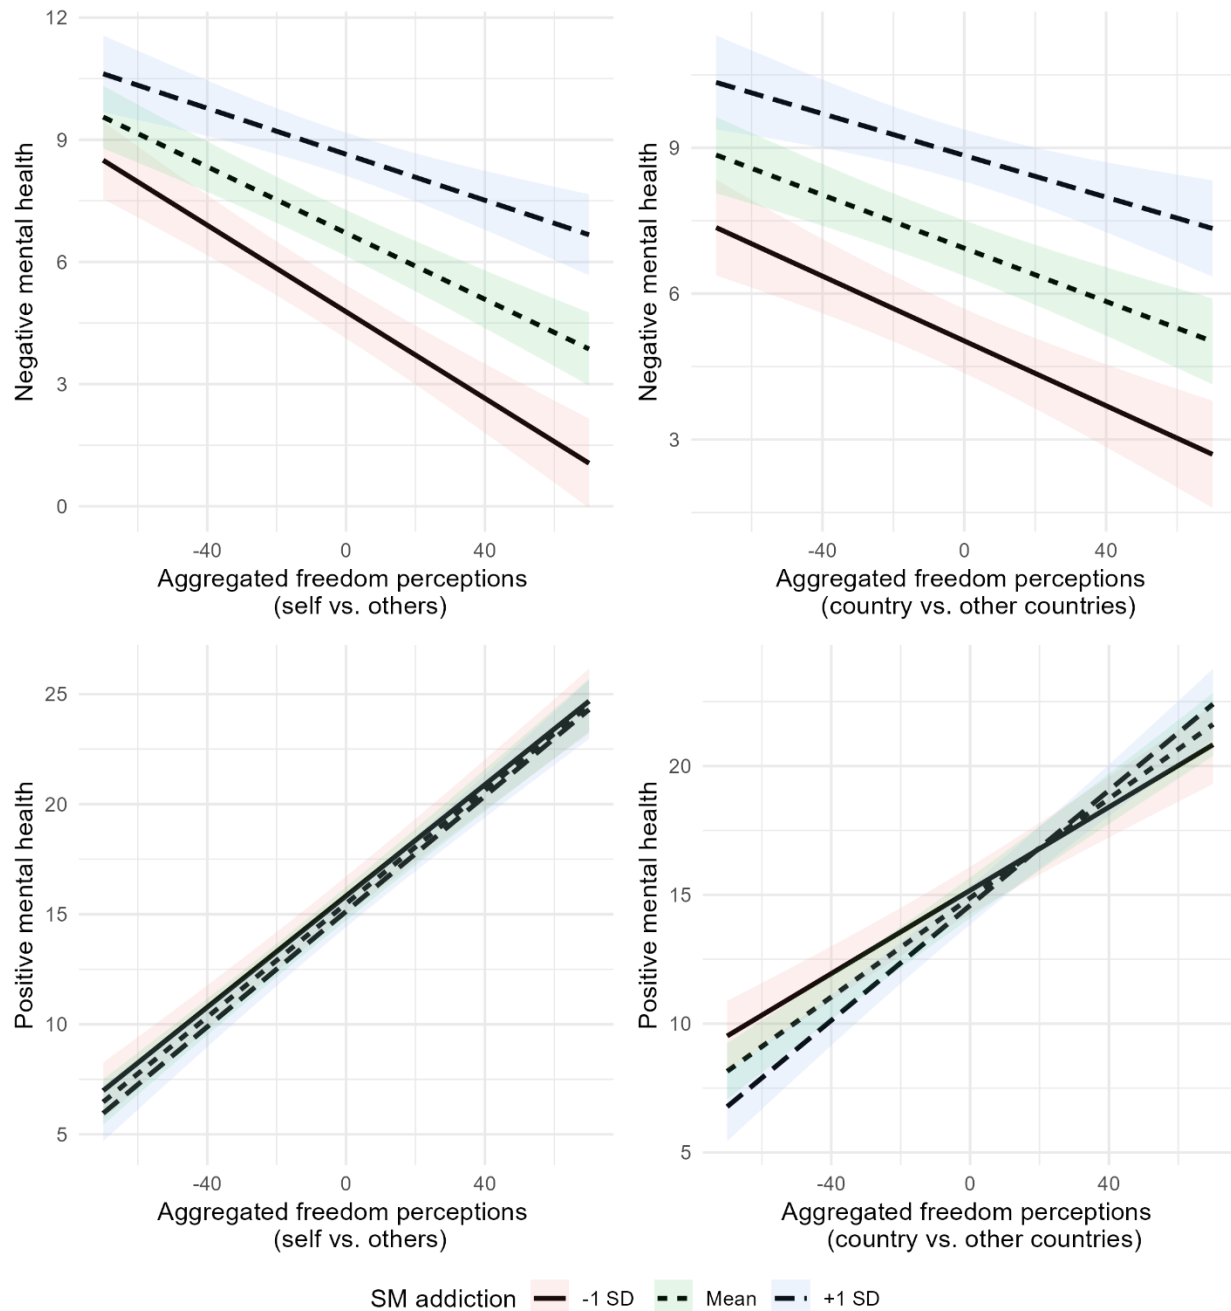 12
9
6
3
0
Negative mental health
-40 0 40
Aggregated freedom perceptions
(self vs. others)
9
6
3
Negative mental health
-40 0 40
Aggregated freedom perceptions
(country vs. other countries)
25
20
15
10
5
Positive mental health
-40 0 40
Aggregated freedom perceptions
(self vs. others)
20
15
10
5
Positive mental health
-40 0 40
Aggregated freedom perceptions
(country vs. other countries)
SM addiction -1 SD Mean +1 SD